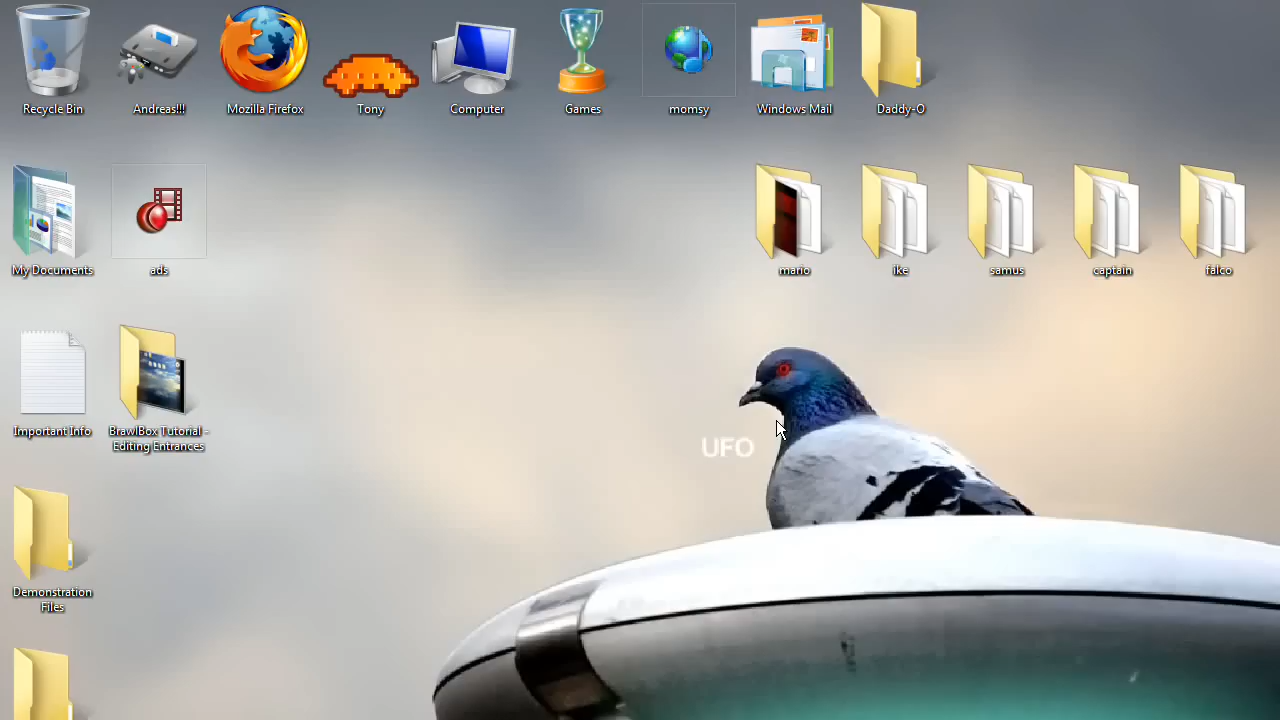 Recycle Bin
Andreas!!!
Mozilla Firefox
Tony
Computer
Games
momsy
Windows Mail
Daddy-O
My Documents
ads
mario
ike
samus
captain
falco
Important Info
BrawlBox Tutorial -
Editing Entrances
UFO
Demonstration
Files